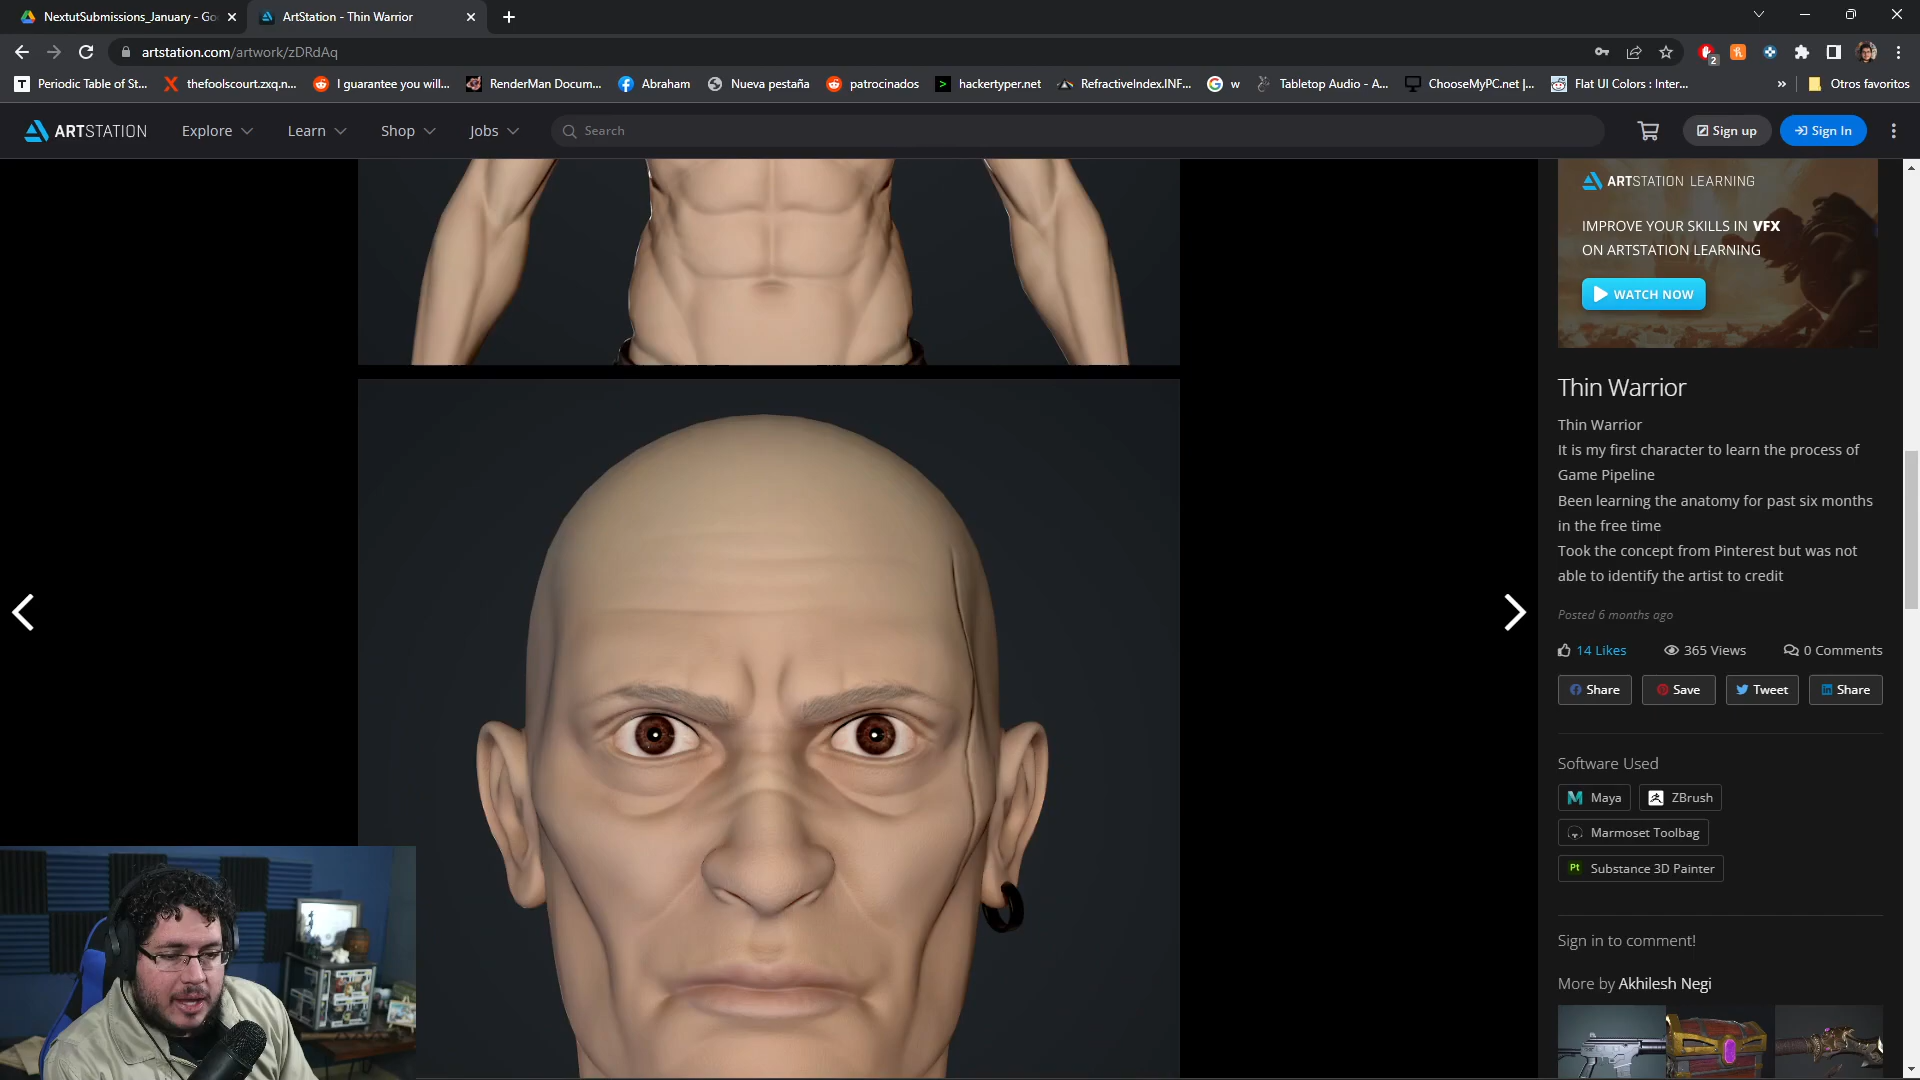 NextutSubmissions_January - Go
ArtStation - Thin Warrior
artstation.com/artwork/zDRdAq
2
Periodic Table of St...
thefoolscourt.zxq.n...
I guarantee you will...
RenderMan Docum...
Abraham
Nueva pestaña
patrocinados
hackertyper.net
RefractiveIndex.INF...
w
Tabletop Audio - A...
ChooseMyPC.net |...
Flat UI Colors : Inter...
»
Otros favoritos
ARTSTATION
Explore
Learn
Shop
Jobs
Search
Sign up
Sign In
ARTSTATION LEARNING
IMPROVE YOUR SKILLS IN VFX
ON ARTSTATION LEARNING
WATCH NOW
Thin Warrior
Thin Warrior
It is my first character to learn the process of
Game Pipeline
Been learning the anatomy for past six months
in the free time
Took the concept from Pinterest but was not
able to identify the artist to credit
Posted 6 months ago
14 Likes
365 Views
0 Comments
Share
Save
Tweet
Share
Software Used
Maya
ZBrush
Marmoset Toolbag
Pt Substance 3D Painter
Sign in to comment!
More by Akhilesh Negi